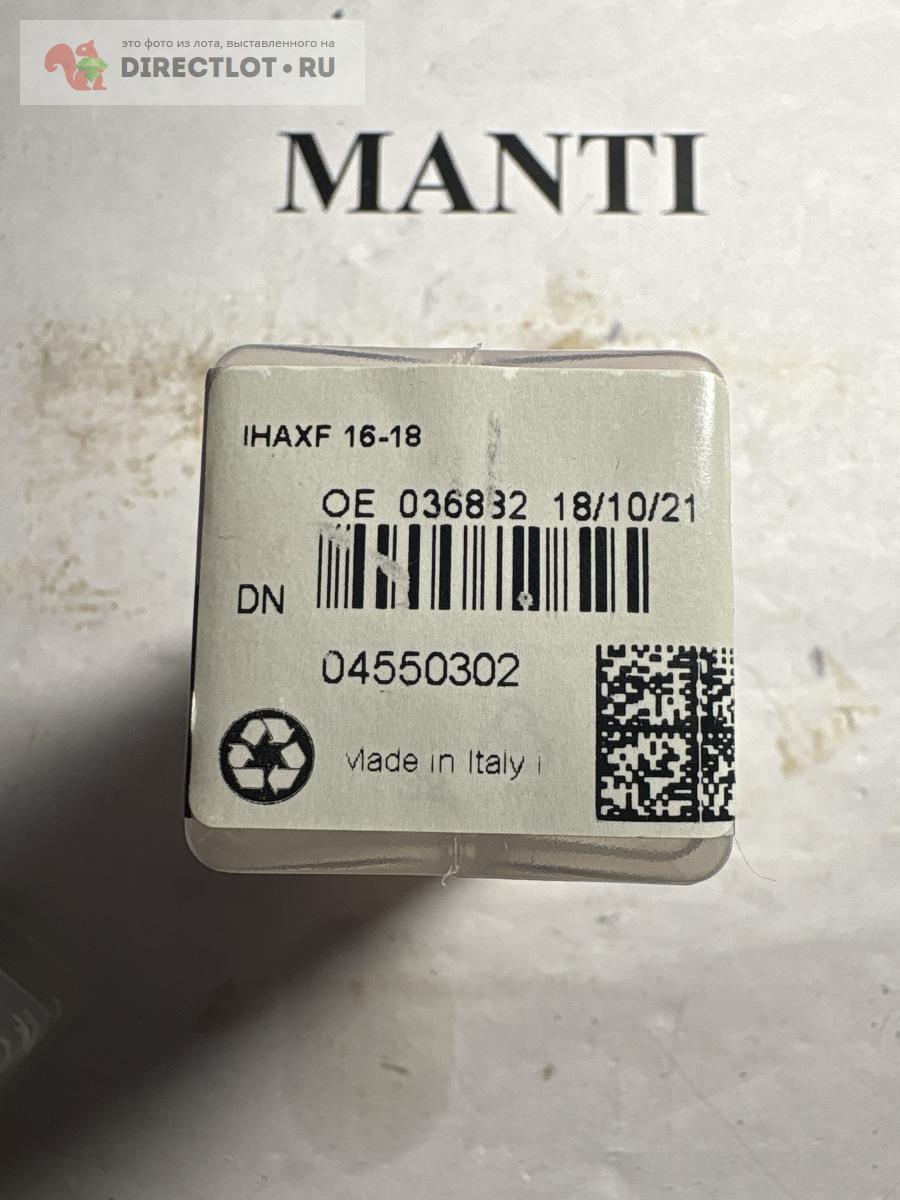 это фото из лота, выставленного на
DIRECTLOT•RU
MANTI
IHAXF 16-18
OE 036832 18/10/21
DN
04550302
Made in Italy